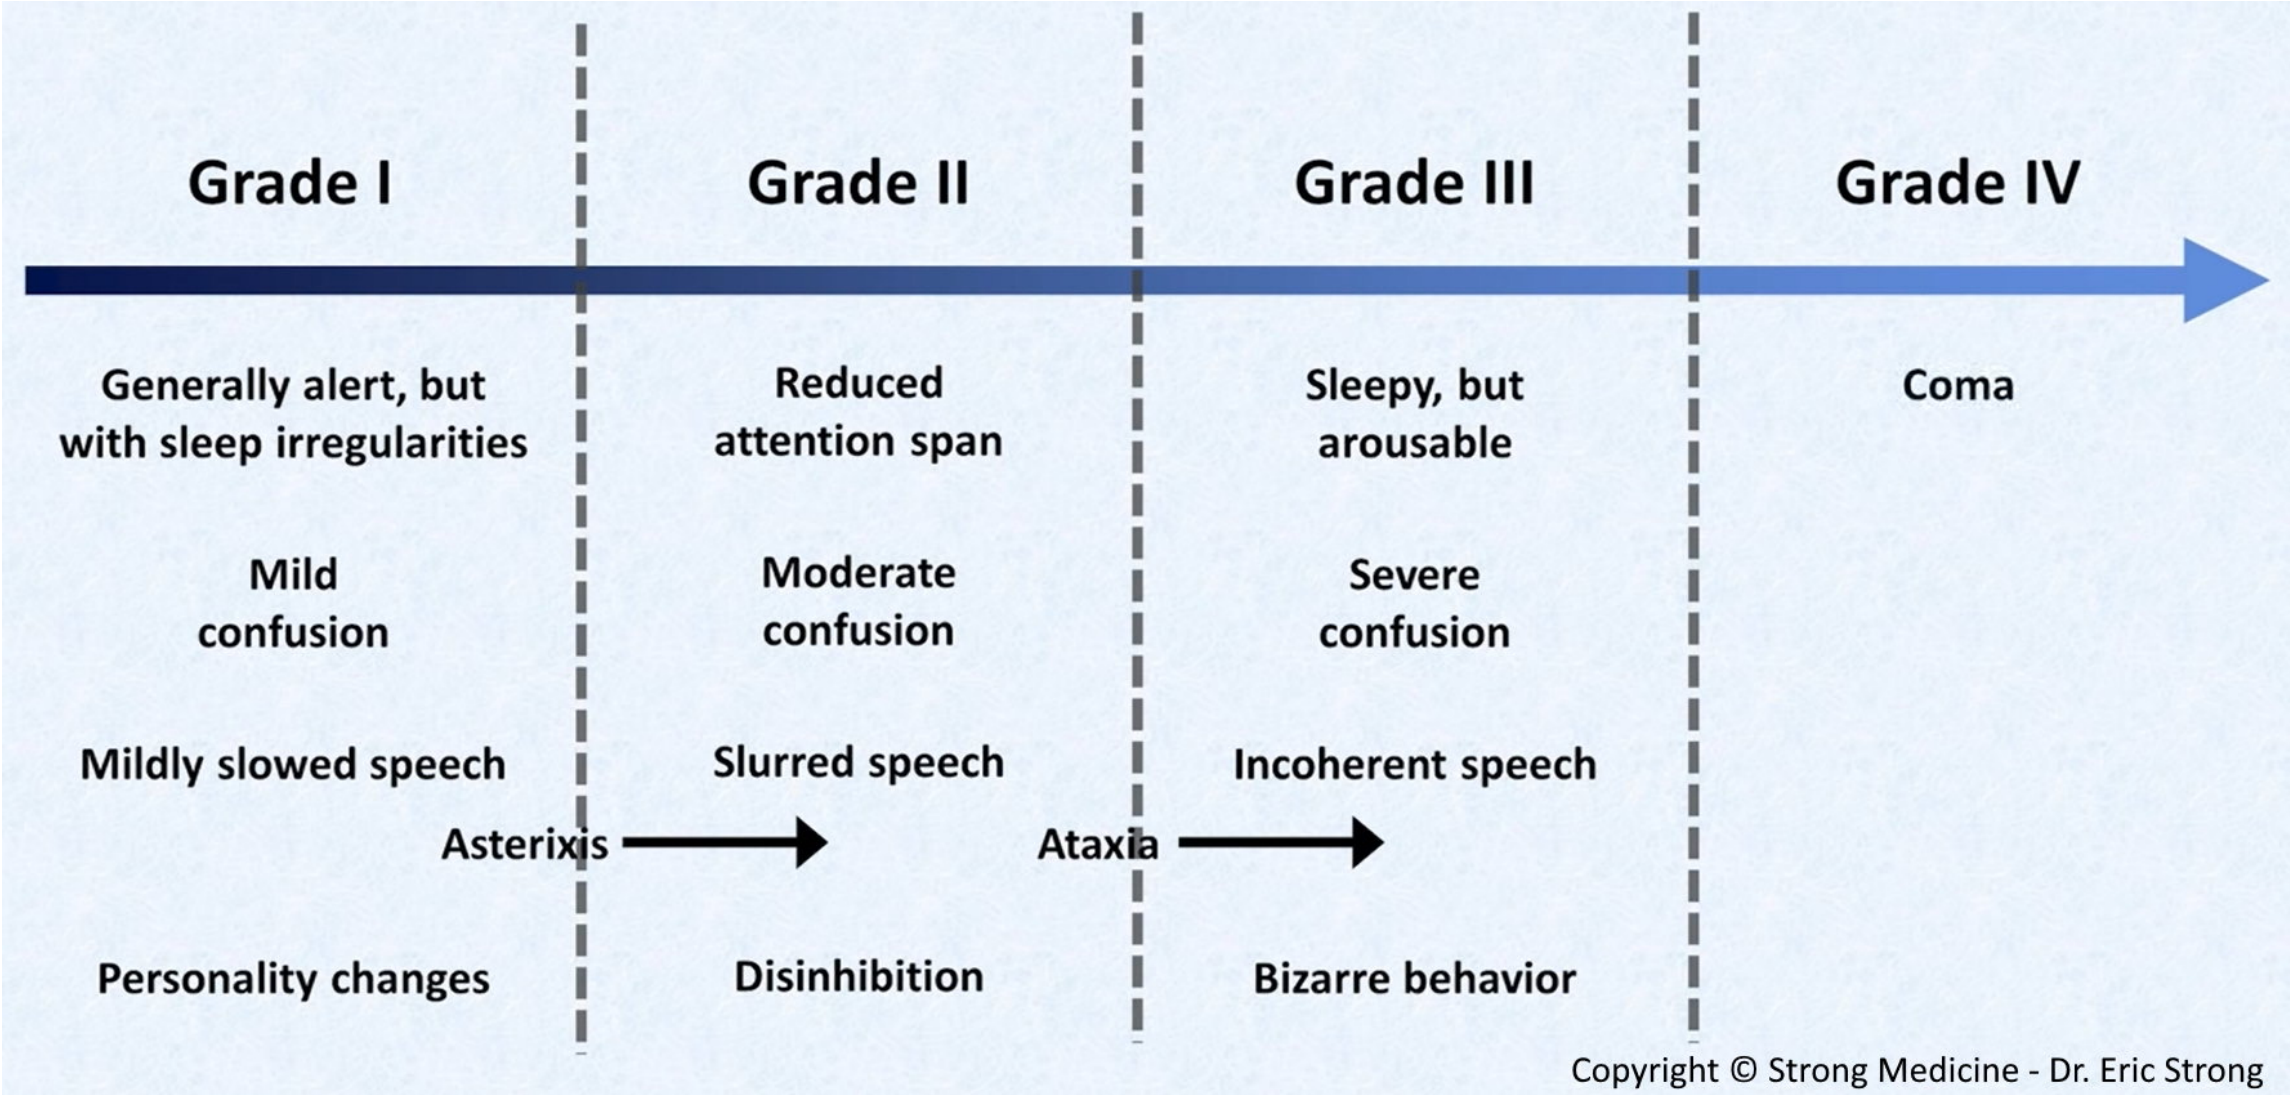 Grade I
Grade II
Grade III
Grade IV
Generally alert, but
with sleep irregularities
Reduced
attention span
Sleepy, but
arousable
Coma
Mild
confusion
Moderate
confusion
Severe
confusion
Mildly slowed speech
Slurred speech
Incoherent speech
Asterixis
Ataxia
Personality changes
Disinhibition
Bizarre behavior
Copyright © Strong Medicine - Dr. Eric Strong